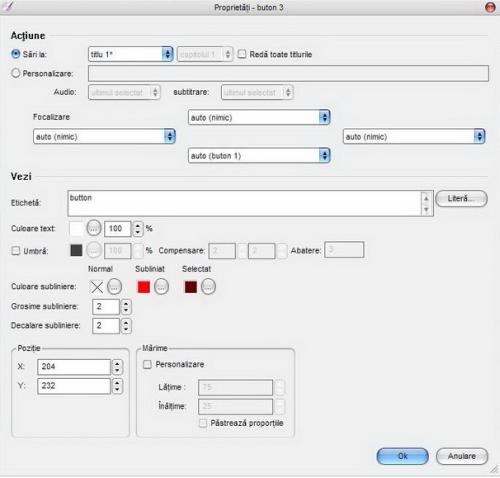 Proprietăți - buton 3
Acțiune
Sări la: titlu 1* capitolul 1 Redă toate titlurile
Personalizare:
Audio: ultimul selectat subtitrare: ultimul selectat
Focalizare auto (nimic)
auto (nimic) auto (nimic)
auto (buton 1)
Vezi
Etichetă: button Literă...
Culoare text: ... 100 %
Umbră: ... 100 % Compensare: 2 2 Abatere: 3
Normal Subliniat Selectat
Culoare subliniere: ... ... ...
Grosime subliniere: 2
Decalare subliniere: 2
Poziție Mărime
X: 204 Personalizare
Y: 232 Lățime : 75
Înălțime: 25
Păstrează proporțiile
Ok Anulare